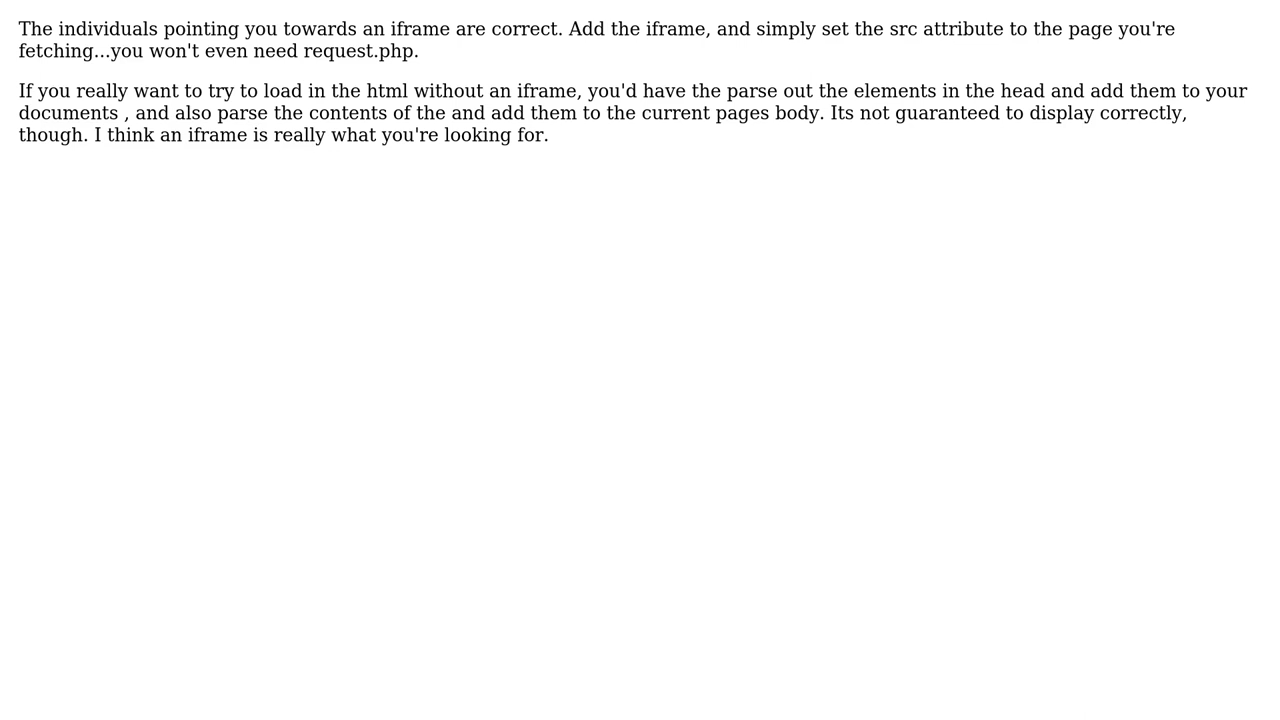 The individuals pointing you towards an iframe are correct. Add the iframe, and simply set the src attribute to the page you're
fetching...you won't even need request.php.
If you really want to try to load in the html without an iframe, you'd have the parse out the elements in the head and add them to your
documents , and also parse the contents of the and add them to the current pages body. Its not guaranteed to display correctly,
though. I think an iframe is really what you're looking for.